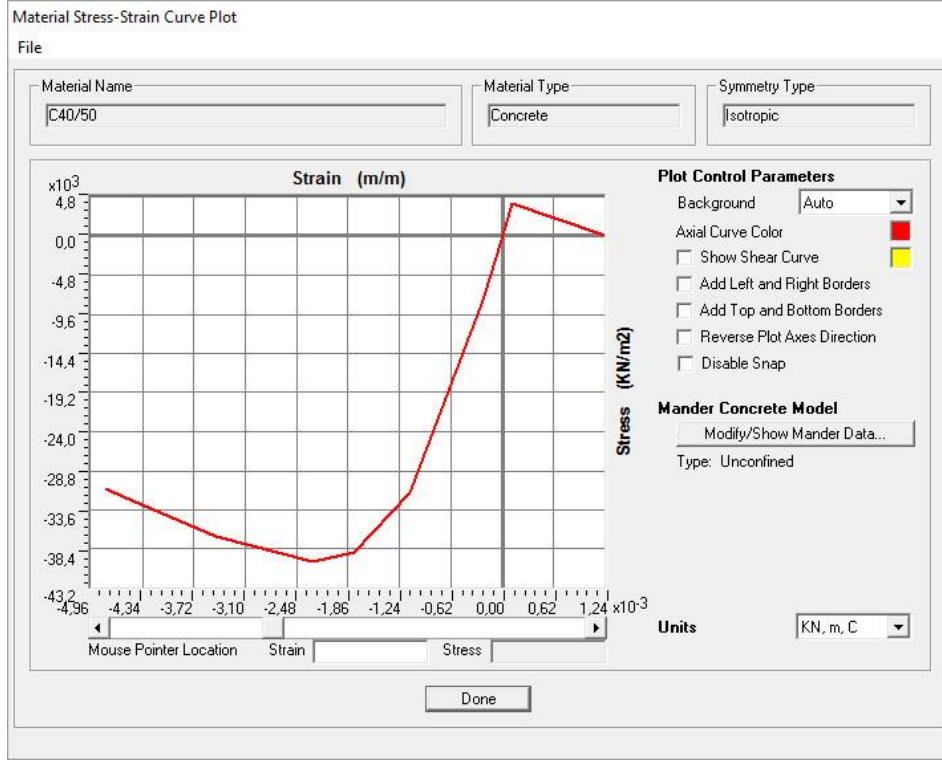 Material Stress-Strain Curve Plot
File
Material Name
C40/50
Material Type
Concrete
Symmetry Type
Isotropic
Strain (m/m)
x10³
4,8
0,0
-4,8
-9,6
-14,4
-19,2
-24,0
-28,8
-33,6
-38,4
-43,2
-4,96 -4,34 -3,72 -3,10 -2,48 -1,86 -1,24 -0,62 0,00 0,62 1,24 x10⁻³
Stress (KN/m2)
Mouse Pointer Location Strain Stress
Plot Control Parameters
Background Auto
Axial Curve Color
Show Shear Curve
Add Left and Right Borders
Add Top and Bottom Borders
Reverse Plot Axes Direction
Disable Snap
Mander Concrete Model
Modify/Show Mander Data...
Type: Unconfined
Units KN, m, C
Done